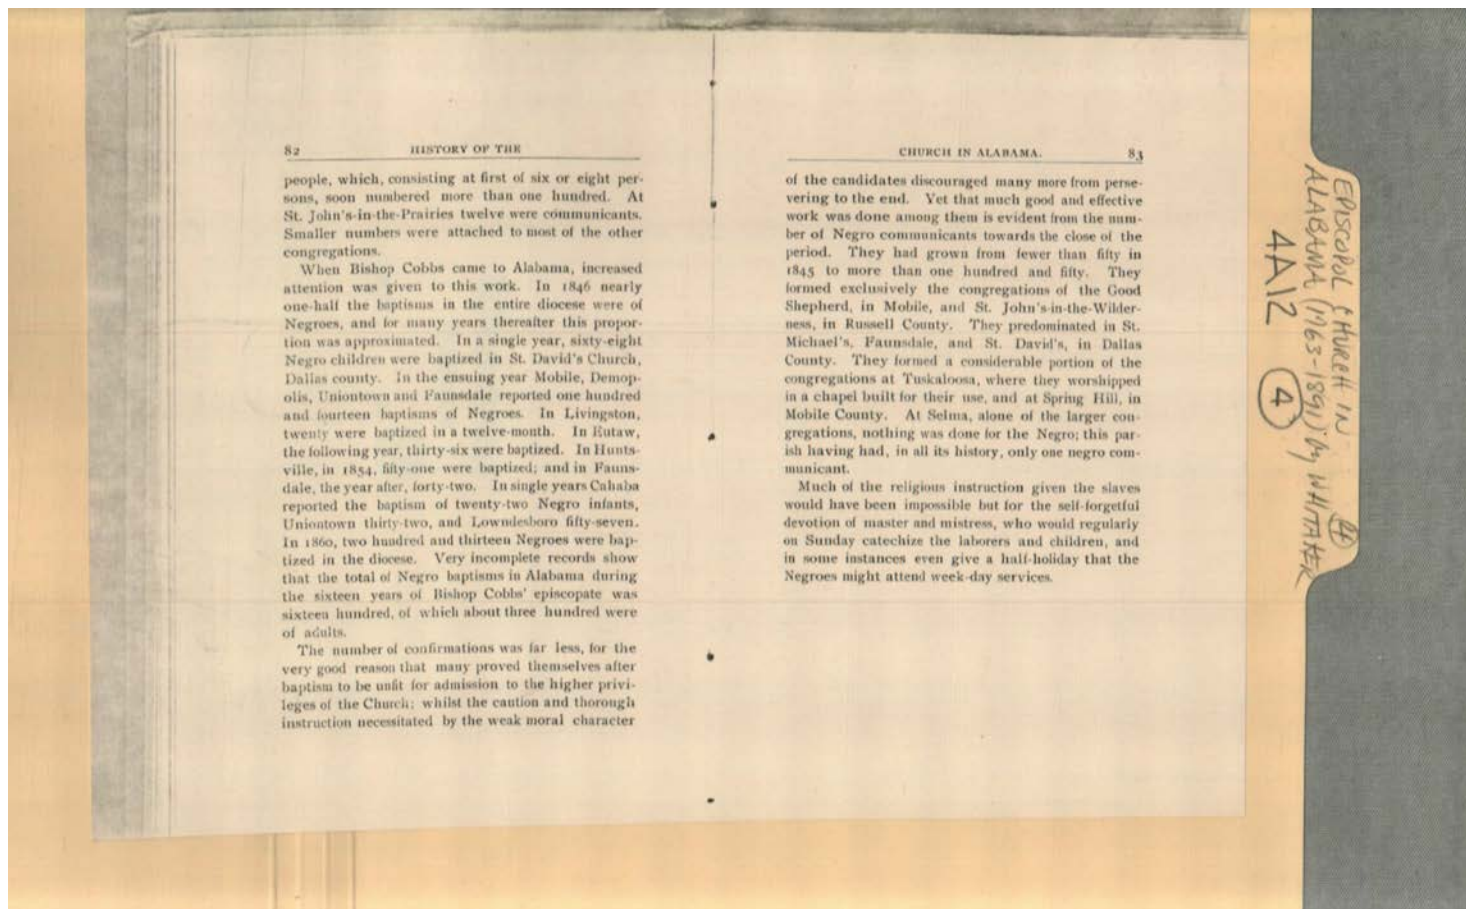 82 HISTORY OF THE
people, which, consisting at first of six or eight per-
sons, soon numbered more than one hundred. At
St. John's-in-the-Prairies twelve were communicants.
Smaller numbers were attached to most of the other
congregations.
When Bishop Cobbs came to Alabama, increased
attention was given to this work. In 1846 nearly
one-half the baptisms in the entire diocese were of
Negroes, and for many years thereafter this propor-
tion was approximated. In a single year, sixty-eight
Negro children were baptized in St. David's Church,
Dallas county. In the ensuing year Mobile, Demop-
olis, Uniontown and Faunsdale reported one hundred
and fourteen baptisms of Negroes. In Livingston,
twenty were baptized in a twelve-month. In Eutaw,
the following year, thirty-six were baptized. In Hunts-
ville, in 1854, fifty-one were baptized; and in Fauns-
dale, the year after, forty-two. In single years Cahaba
reported the baptism of twenty-two Negro infants,
Uniontown thirty-two, and Lowndesboro fifty-seven.
In 1860, two hundred and thirteen Negroes were bap-
tized in the diocese. Very incomplete records show
that the total of Negro baptisms in Alabama during
the sixteen years of Bishop Cobbs' episcopate was
sixteen hundred, of which about three hundred were
of adults.
The number of confirmations was far less, for the
very good reason that many proved themselves after
baptism to be unfit for admission to the higher privi-
leges of the Church; whilst the caution and thorough
instruction necessitated by the weak moral character
CHURCH IN ALABAMA. 83
of the candidates discouraged many more from perse-
vering to the end. Yet that much good and effective
work was done among them is evident from the num-
ber of Negro communicants towards the close of the
period. They had grown from fewer than fifty in
1845 to more than one hundred and fifty. They
formed exclusively the congregations of the Good
Shepherd, in Mobile, and St. John's-in-the-Wilder-
ness, in Russell County. They predominated in St.
Michael's, Faunsdale, and St. David's, in Dallas
County. They formed a considerable portion of the
congregations at Tuskaloosa, where they worshipped
in a chapel built for their use, and at Spring Hill, in
Mobile County. At Selma, alone of the larger con-
gregations, nothing was done for the Negro; this par-
ish having had, in all its history, only one negro com-
municant.
Much of the religious instruction given the slaves
would have been impossible but for the self-forgetful
devotion of master and mistress, who would regularly
on Sunday catechize the laborers and children, and
in some instances even give a half-holiday that the
Negroes might attend week-day services.
EPISCOPOL CHURCH IN
ALABAMA (1763-1891) by WHITAKER
4A12 4